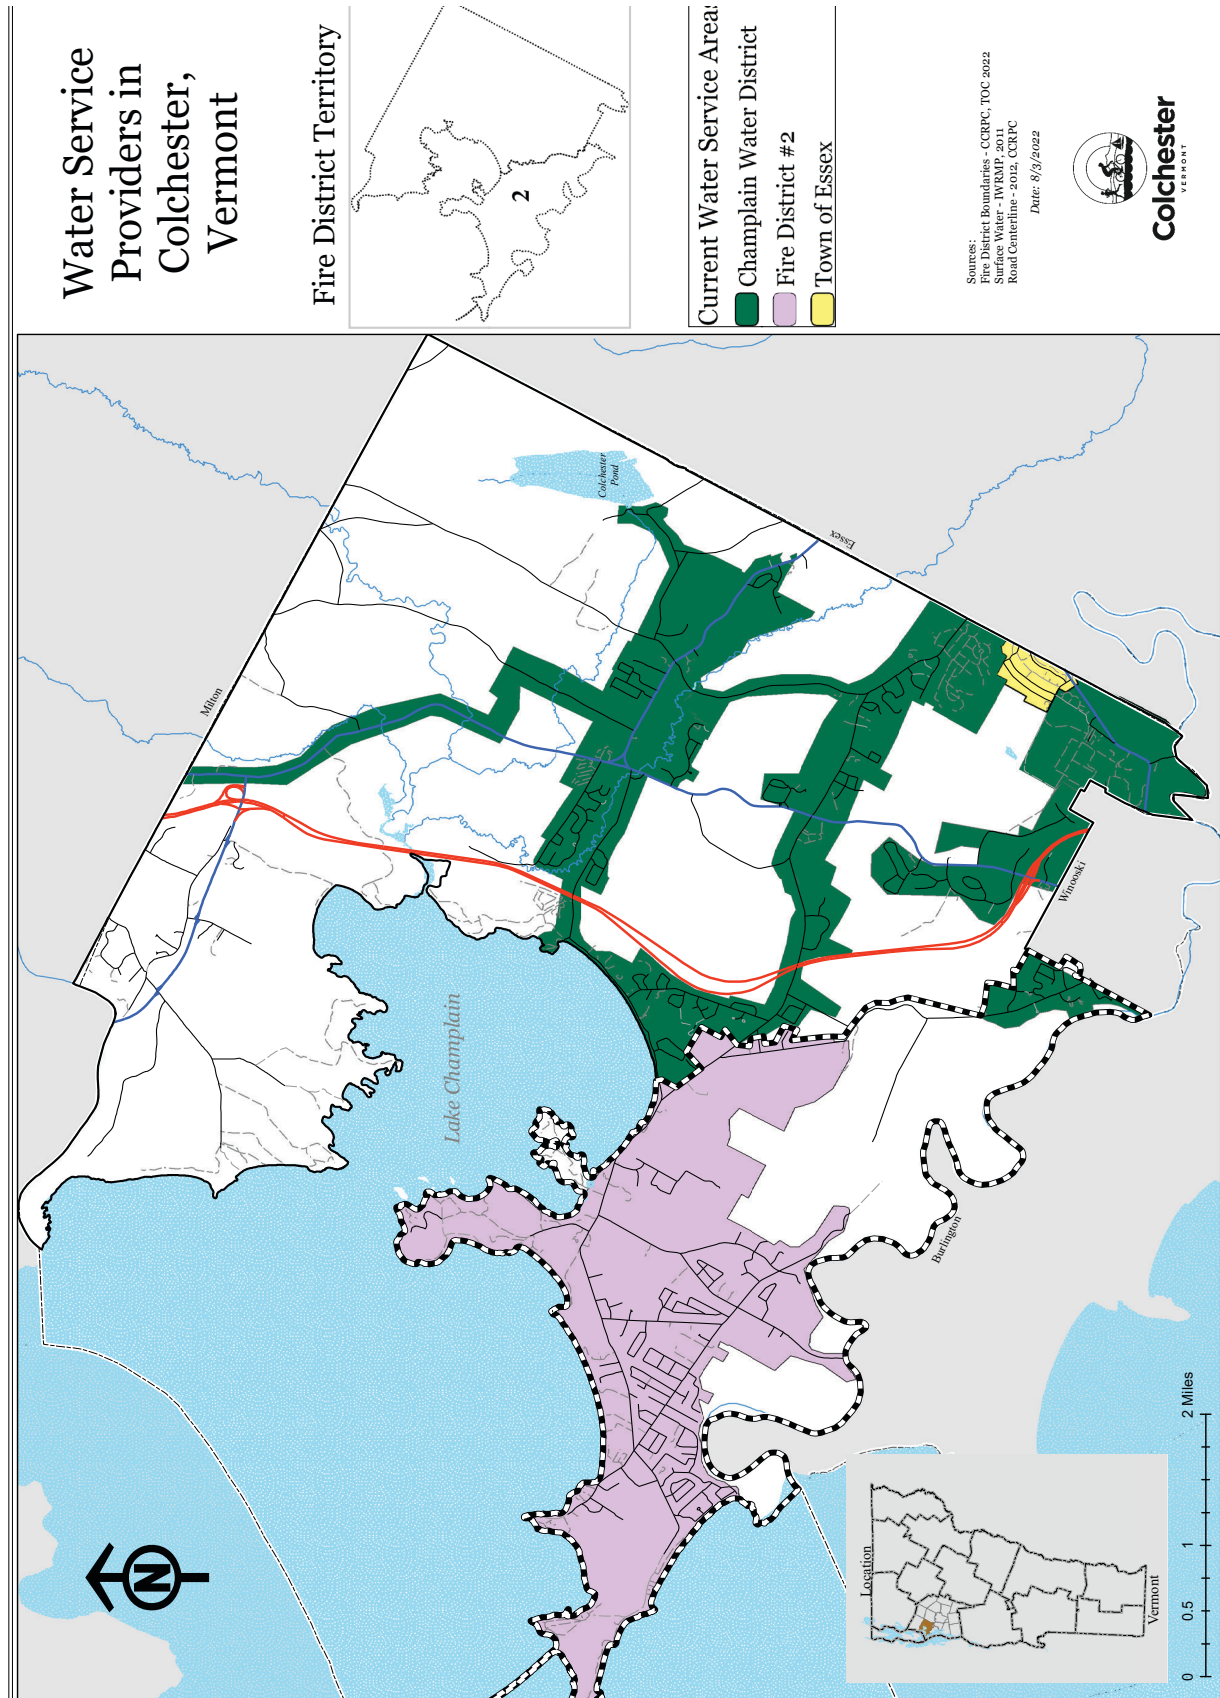 Water Service
Providers in
Colchester,
Vermont
Fire District Territory
2
Current Water Service Areas
Champlain Water District
Fire District #2
Town of Essex
Sources:
Fire District Boundaries - CCRPC, TOC 2022
Surface Water - IWRMP, 2011
Road Centerline - 2012, CCRPC
Date: 8/3/2022
Colchester
VERMONT
Milton
Colchester
Pond
Essex
Lake Champlain
Winooski
Burlington
N
Location
Vermont
0 0.5 1 2 Miles